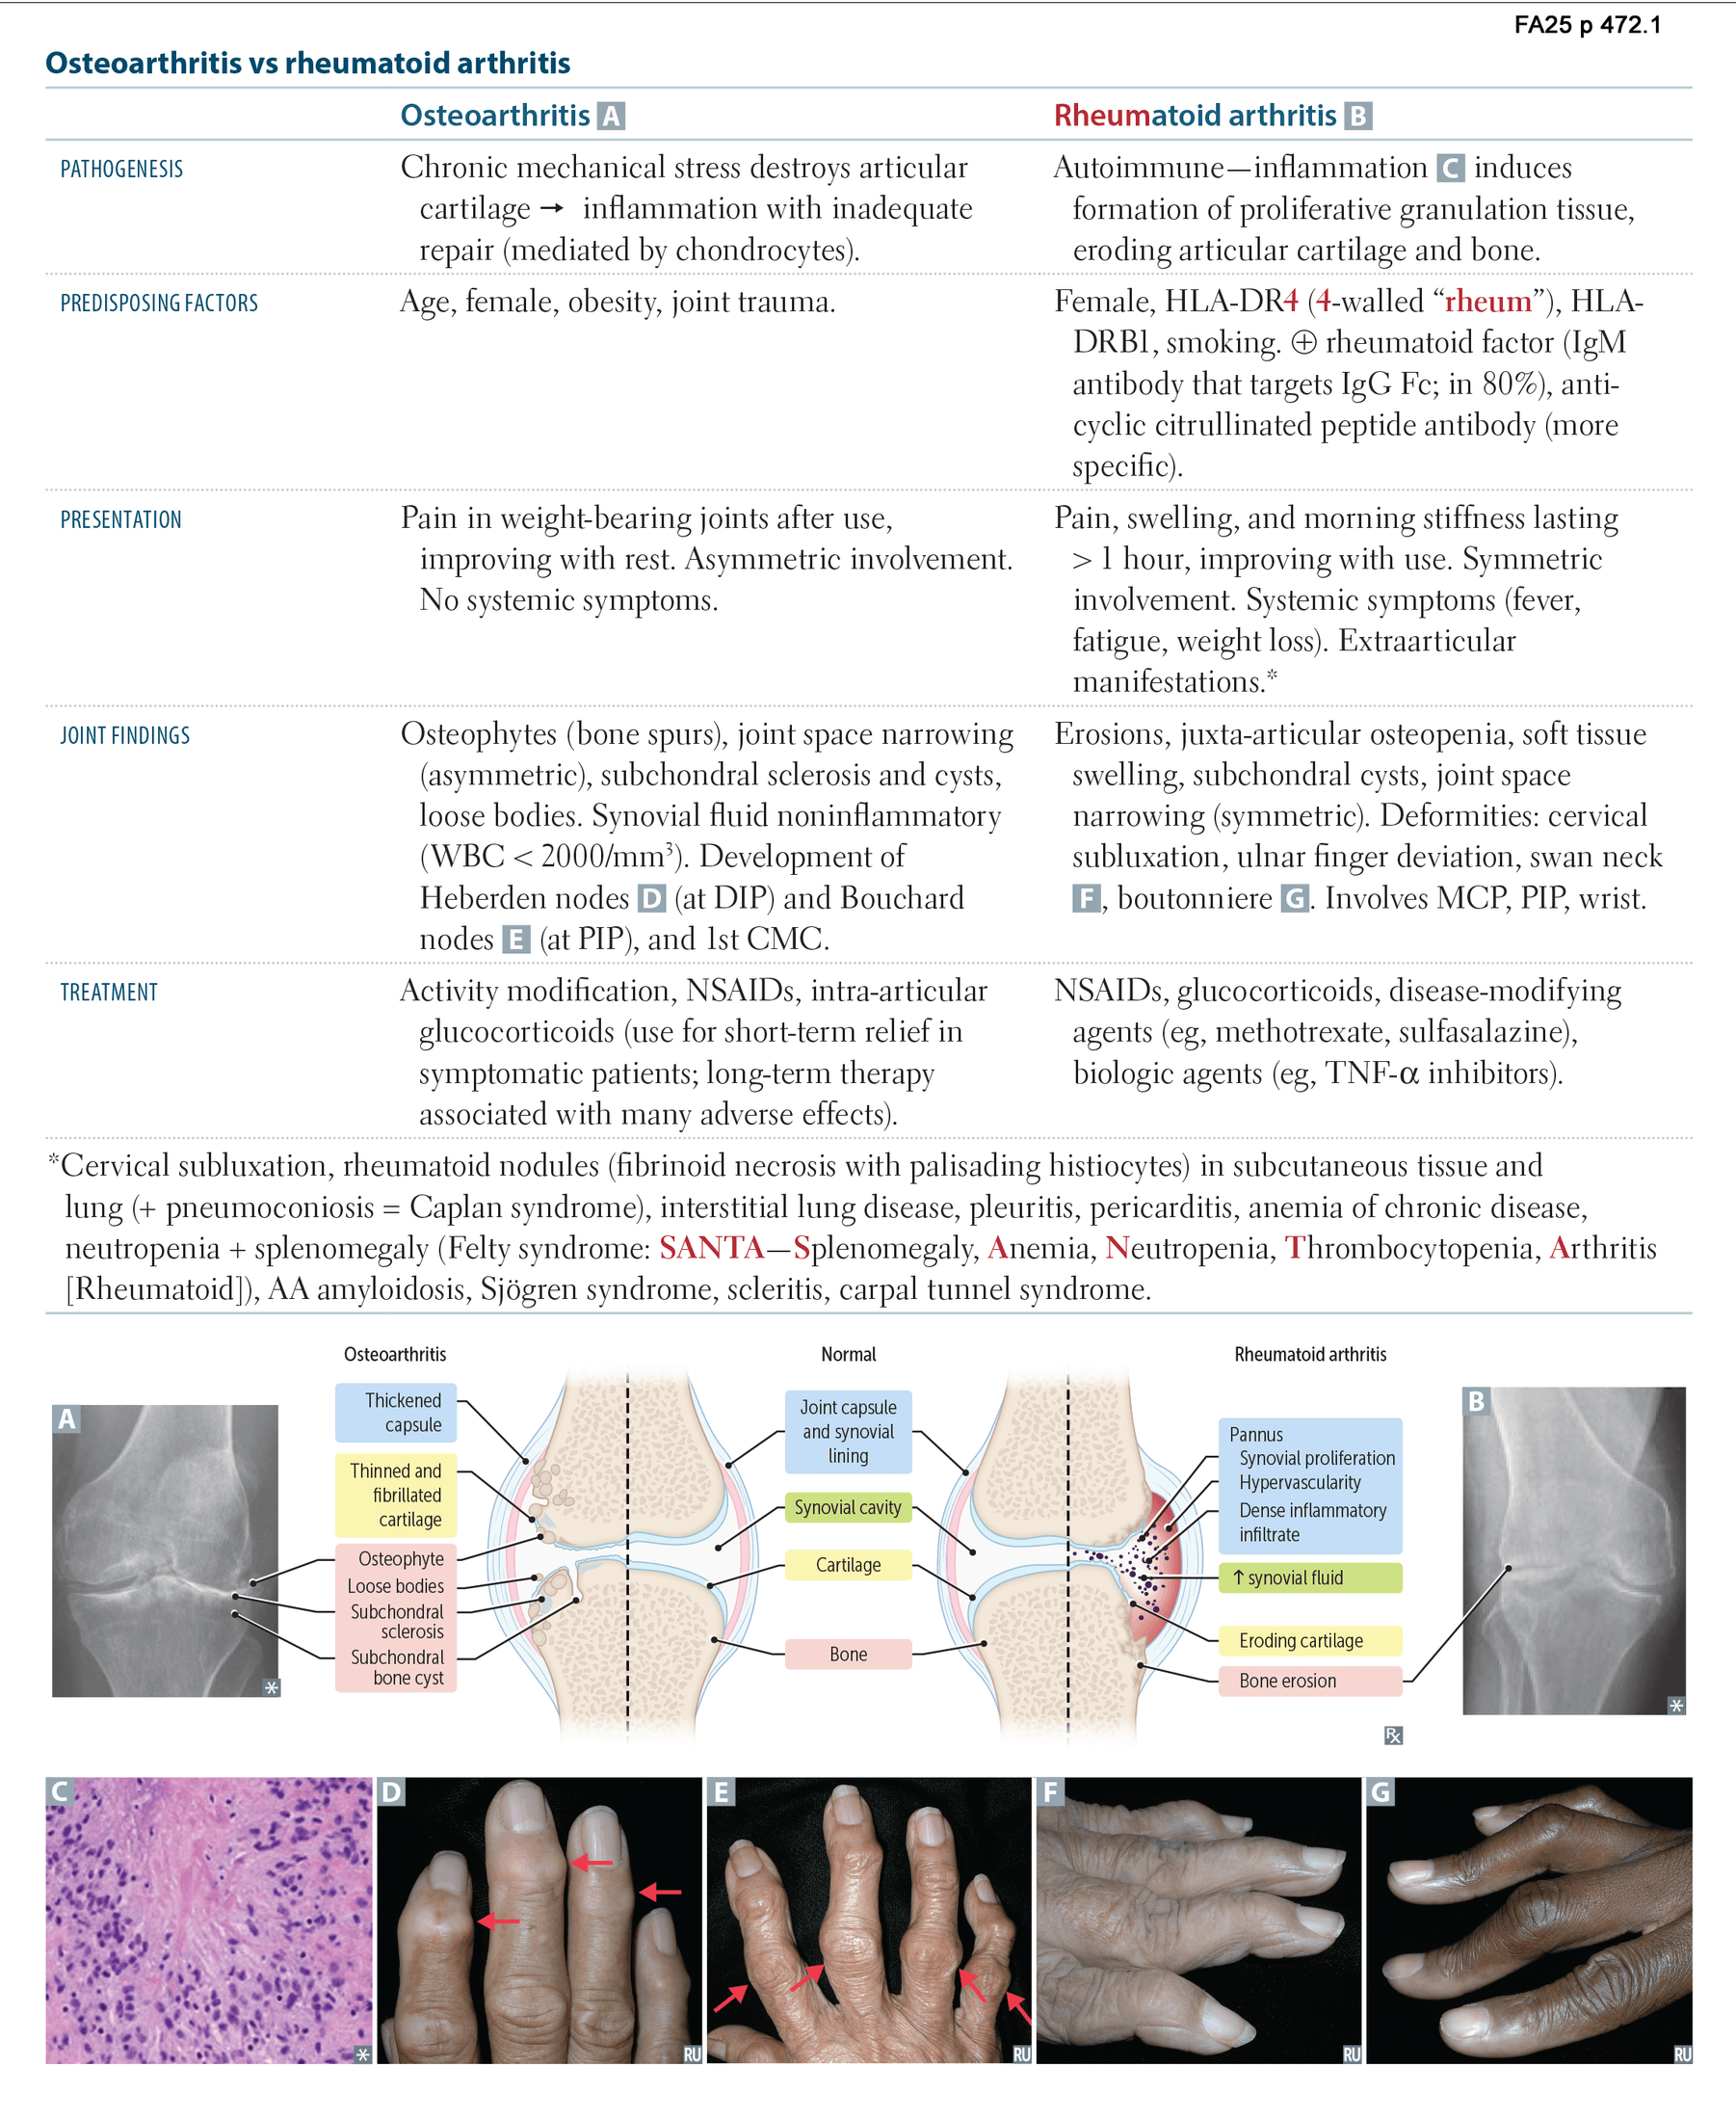 FA25 p 472.1
Osteoarthritis vs rheumatoid arthritis
Osteoarthritis A
Rheumatoid arthritis B
PATHOGENESIS
Chronic mechanical stress destroys articular
cartilage → inflammation with inadequate
repair (mediated by chondrocytes).
Autoimmune—inflammation C induces
formation of proliferative granulation tissue,
eroding articular cartilage and bone.
PREDISPOSING FACTORS
Age, female, obesity, joint trauma.
Female, HLA-DR4 (4-walled “rheum”), HLA-
DRB1, smoking. ⊕ rheumatoid factor (IgM
antibody that targets IgG Fc; in 80%), anti-
cyclic citrullinated peptide antibody (more
specific).
PRESENTATION
Pain in weight-bearing joints after use,
improving with rest. Asymmetric involvement.
No systemic symptoms.
Pain, swelling, and morning stiffness lasting
> 1 hour, improving with use. Symmetric
involvement. Systemic symptoms (fever,
fatigue, weight loss). Extraarticular
manifestations.*
JOINT FINDINGS
Osteophytes (bone spurs), joint space narrowing
(asymmetric), subchondral sclerosis and cysts,
loose bodies. Synovial fluid noninflammatory
(WBC < 2000/mm³). Development of
Heberden nodes D (at DIP) and Bouchard
nodes E (at PIP), and 1st CMC.
Erosions, juxta-articular osteopenia, soft tissue
swelling, subchondral cysts, joint space
narrowing (symmetric). Deformities: cervical
subluxation, ulnar finger deviation, swan neck
F, boutonniere G. Involves MCP, PIP, wrist.
TREATMENT
Activity modification, NSAIDs, intra-articular
glucocorticoids (use for short-term relief in
symptomatic patients; long-term therapy
associated with many adverse effects).
NSAIDs, glucocorticoids, disease-modifying
agents (eg, methotrexate, sulfasalazine),
biologic agents (eg, TNF-α inhibitors).
*Cervical subluxation, rheumatoid nodules (fibrinoid necrosis with palisading histiocytes) in subcutaneous tissue and
lung (+ pneumoconiosis = Caplan syndrome), interstitial lung disease, pleuritis, pericarditis, anemia of chronic disease,
neutropenia + splenomegaly (Felty syndrome: SANTA—Splenomegaly, Anemia, Neutropenia, Thrombocytopenia, Arthritis
[Rheumatoid]), AA amyloidosis, Sjögren syndrome, scleritis, carpal tunnel syndrome.
Osteoarthritis
Normal
Rheumatoid arthritis
A
Thickened
capsule
Thinned and
fibrillated
cartilage
Osteophyte
Loose bodies
Subchondral
sclerosis
Subchondral
bone cyst
*
Joint capsule
and synovial
lining
Synovial cavity
Cartilage
Bone
Pannus
Synovial proliferation
Hypervascularity
Dense inflammatory
infiltrate
↑ synovial fluid
Eroding cartilage
Bone erosion
Rx
B
*
C
*
D
RU
E
RU
F
RU
G
RU